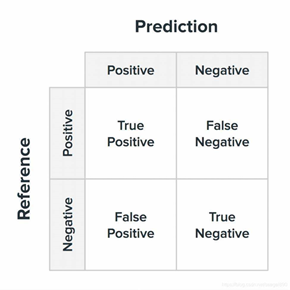 Prediction
Positive Negative
Reference
Positive
True False
Positive Negative
Negative
False True
Positive Negative